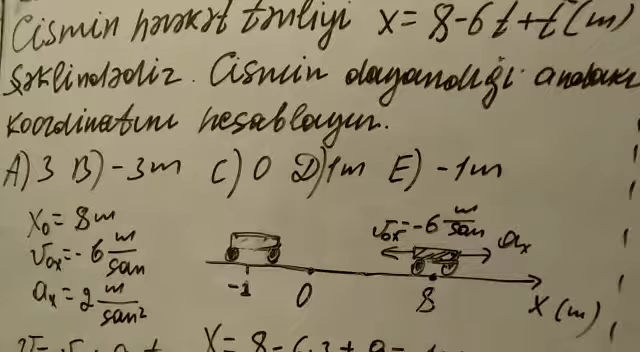 Cismin hərəkət tənliyi x = 8 - 6t + t² (m)
şəklindədir. Cismin dayandığı andakı
koordinatını hesablayın.
A) 3 B) -3m C) 0 D) 1m E) -1m
x₀ = 8m
v₀ₓ = -6 m/san
aₓ = 2 m/san²
v₀ₓ = -6 m/san aₓ
-1 0 8 X (m)
X = 8 - 6·3 + 9 =